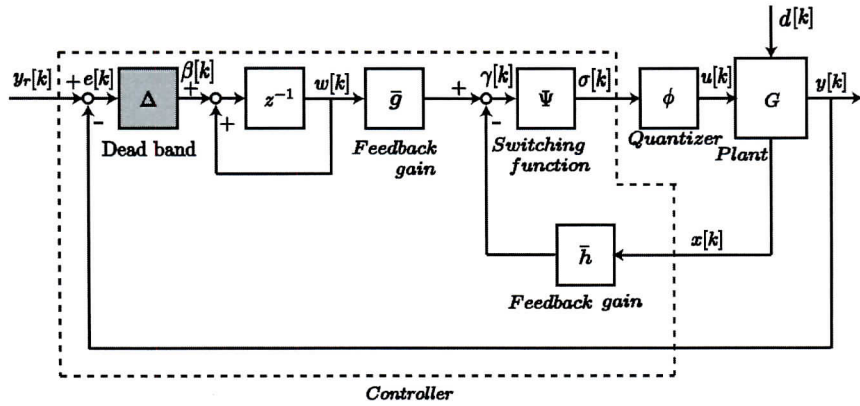 d[k]
y_r[k]
+
e[k]
Δ
β[k]
+
z⁻¹
w[k]
ḡ
+
γ[k]
Ψ
σ[k]
ϕ
u[k]
G
y[k]
-
+
-
Dead band
Feedback
gain
Switching
function
Quantizer
Plant
h̄
x[k]
Feedback gain
Controller